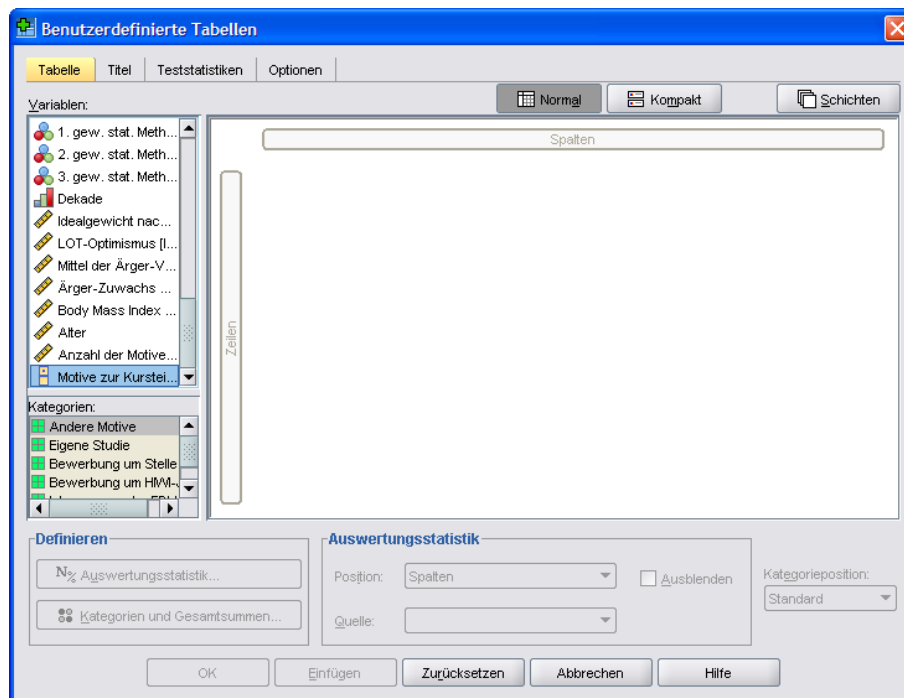 Benutzerdefinierte Tabellen
Tabelle Titel Teststatistiken Optionen
Variablen:
Normal Kompakt Schichten
1. gew. stat. Meth...
2. gew. stat. Meth...
3. gew. stat. Meth...
Dekade
Idealgewicht nac...
LOT-Optimismus [I...
Mittel der Ärger-V...
Ärger-Zuwachs ...
Body Mass Index ...
Alter
Anzahl der Motive...
Motive zur Kurstei...
Spalten
Zeilen
Kategorien:
Andere Motive
Eigene Studie
Bewerbung um Stelle
Bewerbung um HIWI-J
Definieren
N% Auswertungsstatistik...
Kategorien und Gesamtsummen...
Auswertungsstatistik
Position: Spalten Ausblenden
Quelle:
Kategorieposition:
Standard
OK Einfügen Zurücksetzen Abbrechen Hilfe